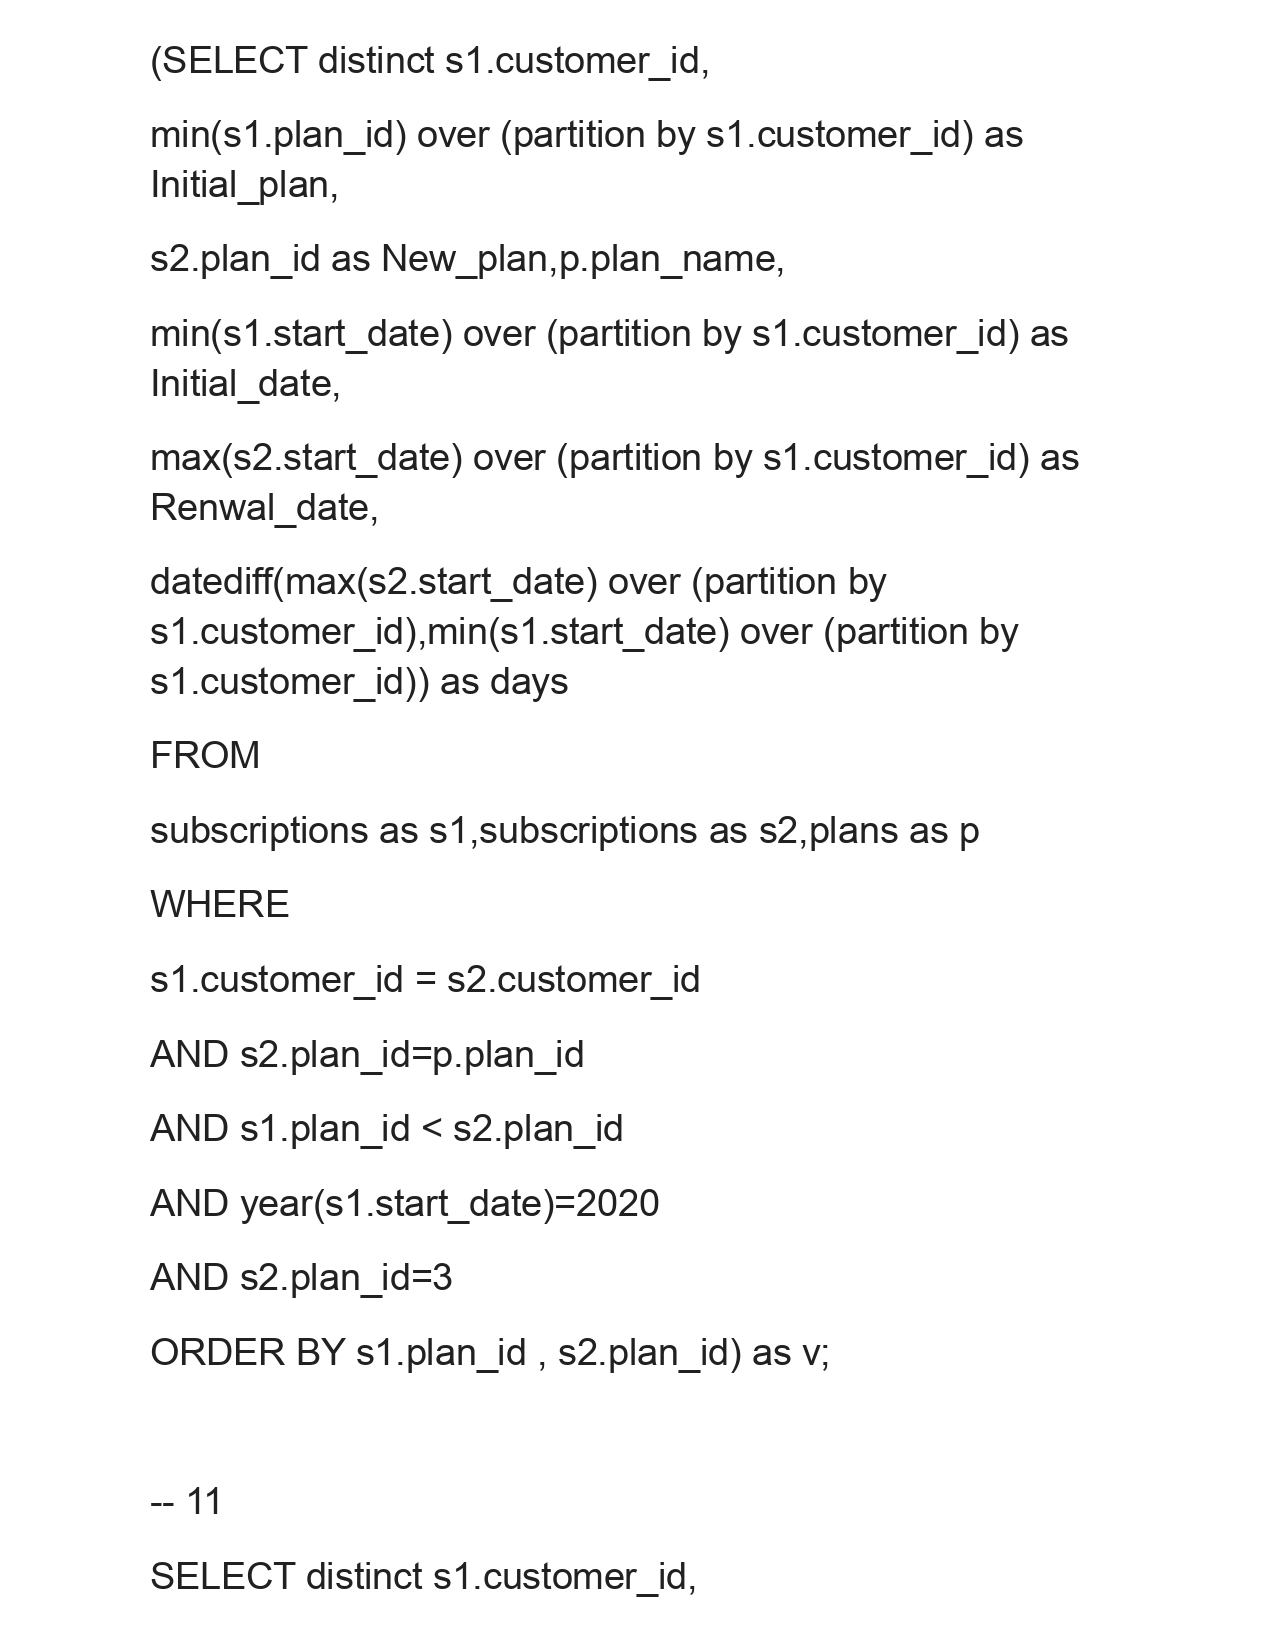 (SELECT distinct s1.customer_id,
min(s1.plan_id) over (partition by s1.customer_id) as
Initial_plan,
s2.plan_id as New_plan,p.plan_name,
min(s1.start_date) over (partition by s1.customer_id) as
Initial_date,
max(s2.start_date) over (partition by s1.customer_id) as
Renwal_date,
datediff(max(s2.start_date) over (partition by
s1.customer_id),min(s1.start_date) over (partition by
s1.customer_id)) as days
FROM
subscriptions as s1,subscriptions as s2,plans as p
WHERE
s1.customer_id = s2.customer_id
AND s2.plan_id=p.plan_id
AND s1.plan_id < s2.plan_id
AND year(s1.start_date)=2020
AND s2.plan_id=3
ORDER BY s1.plan_id , s2.plan_id) as v;
-- 11
SELECT distinct s1.customer_id,